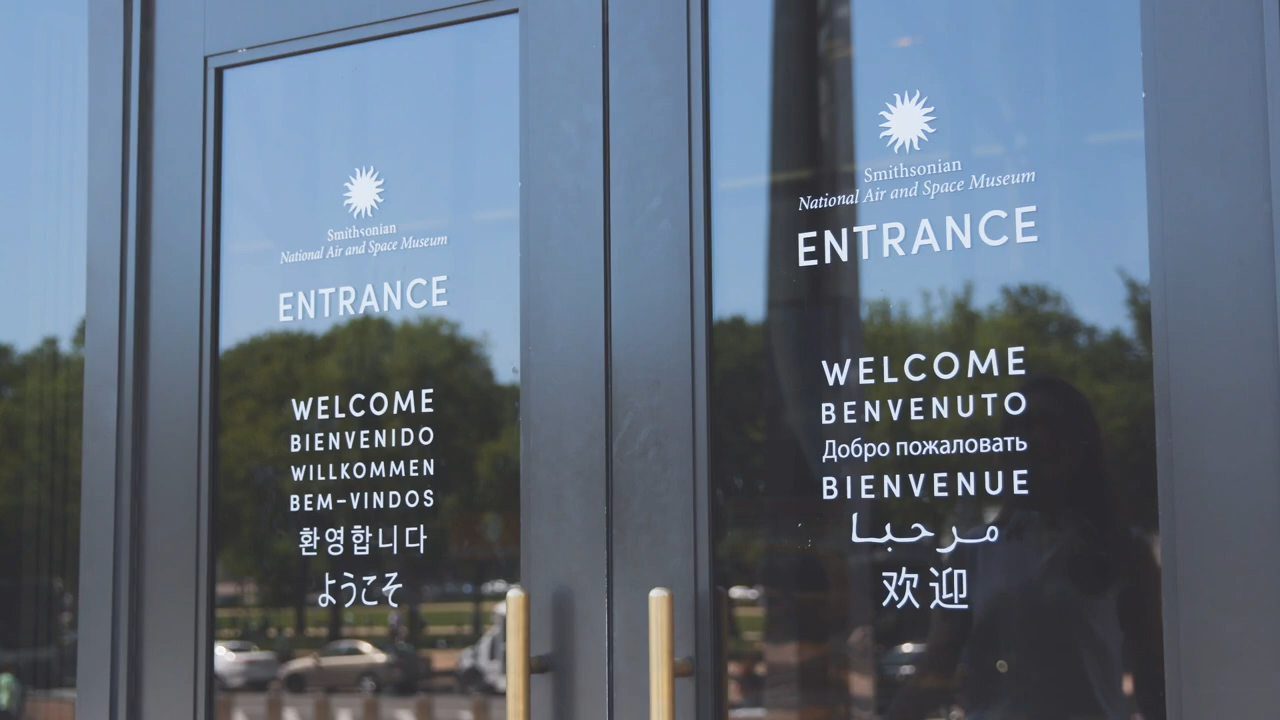 Smithsonian
National Air and Space Museum
ENTRANCE
WELCOME
BIENVENIDO
WILLKOMMEN
BEM-VINDOS
환영합니다
ようこそ
Smithsonian
National Air and Space Museum
ENTRANCE
WELCOME
BENVENUTO
Добро пожаловать
BIENVENUE
مرحبا
欢迎